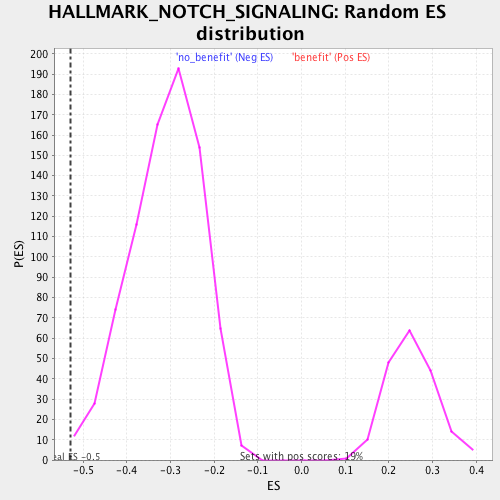 HALLMARK_NOTCH_SIGNALING: Random ES
distribution
'no_benefit' (Neg ES) 'benefit' (Pos ES)
200
190
180
170
160
150
140
130
120
110
100
90
80
70
60
50
40
30
20
10
0
P(ES)
ES -0.5
Sets with pos scores: 19%
-0.5 -0.4 -0.3 -0.2 -0.1 0.0 0.1 0.2 0.3 0.4
ES